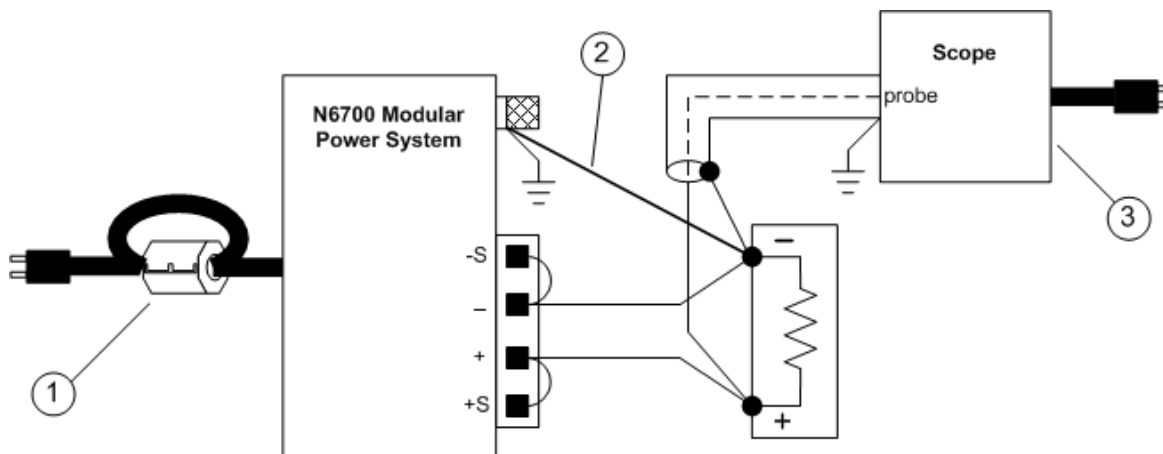 2
Scope
probe
3
N6700 Modular
Power System
1
-S
–
+
+S
–
+